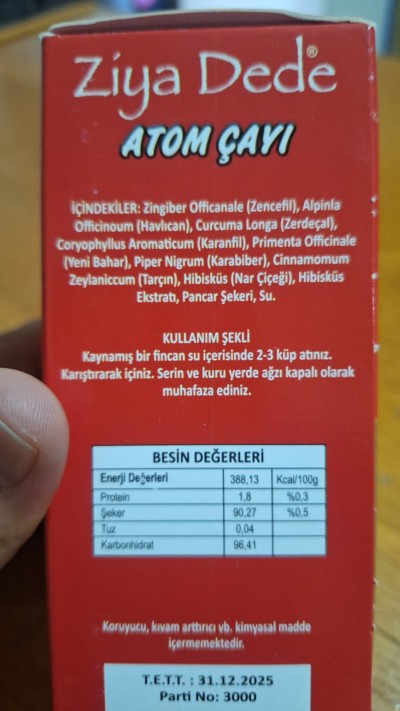 Ziya Dede®
ATOM ÇAYI
İÇİNDEKİLER: Zingiber Officanale (Zencefil), Alpinia
Officinoum (Havlıcan), Curcuma Longa (Zerdeçal),
Coryophyllus Aromaticum (Karanfil), Primenta Officinale
(Yeni Bahar), Piper Nigrum (Karabiber), Cinnamomum
Zeylaniccum (Tarçın), Hibisküs (Nar Çiçeği), Hibisküs
Ekstratı, Pancar Şekeri, Su.
KULLANIM ŞEKLİ
Kaynamış bir fincan su içerisinde 2-3 küp atınız.
Karıştırarak içiniz. Serin ve kuru yerde ağzı kapalı olarak
muhafaza ediniz.
BESİN DEĞERLERİ
Enerji Değerleri 388,13 Kcal/100g
Protein 1,8 %0,3
Şeker 90,27 %0,5
Tuz 0,04
Karbonhidrat 96,41
Koruyucu, kıvam arttırıcı vb. kimyasal madde
içermemektedir.
T.E.T.T. : 31.12.2025
Parti No: 3000